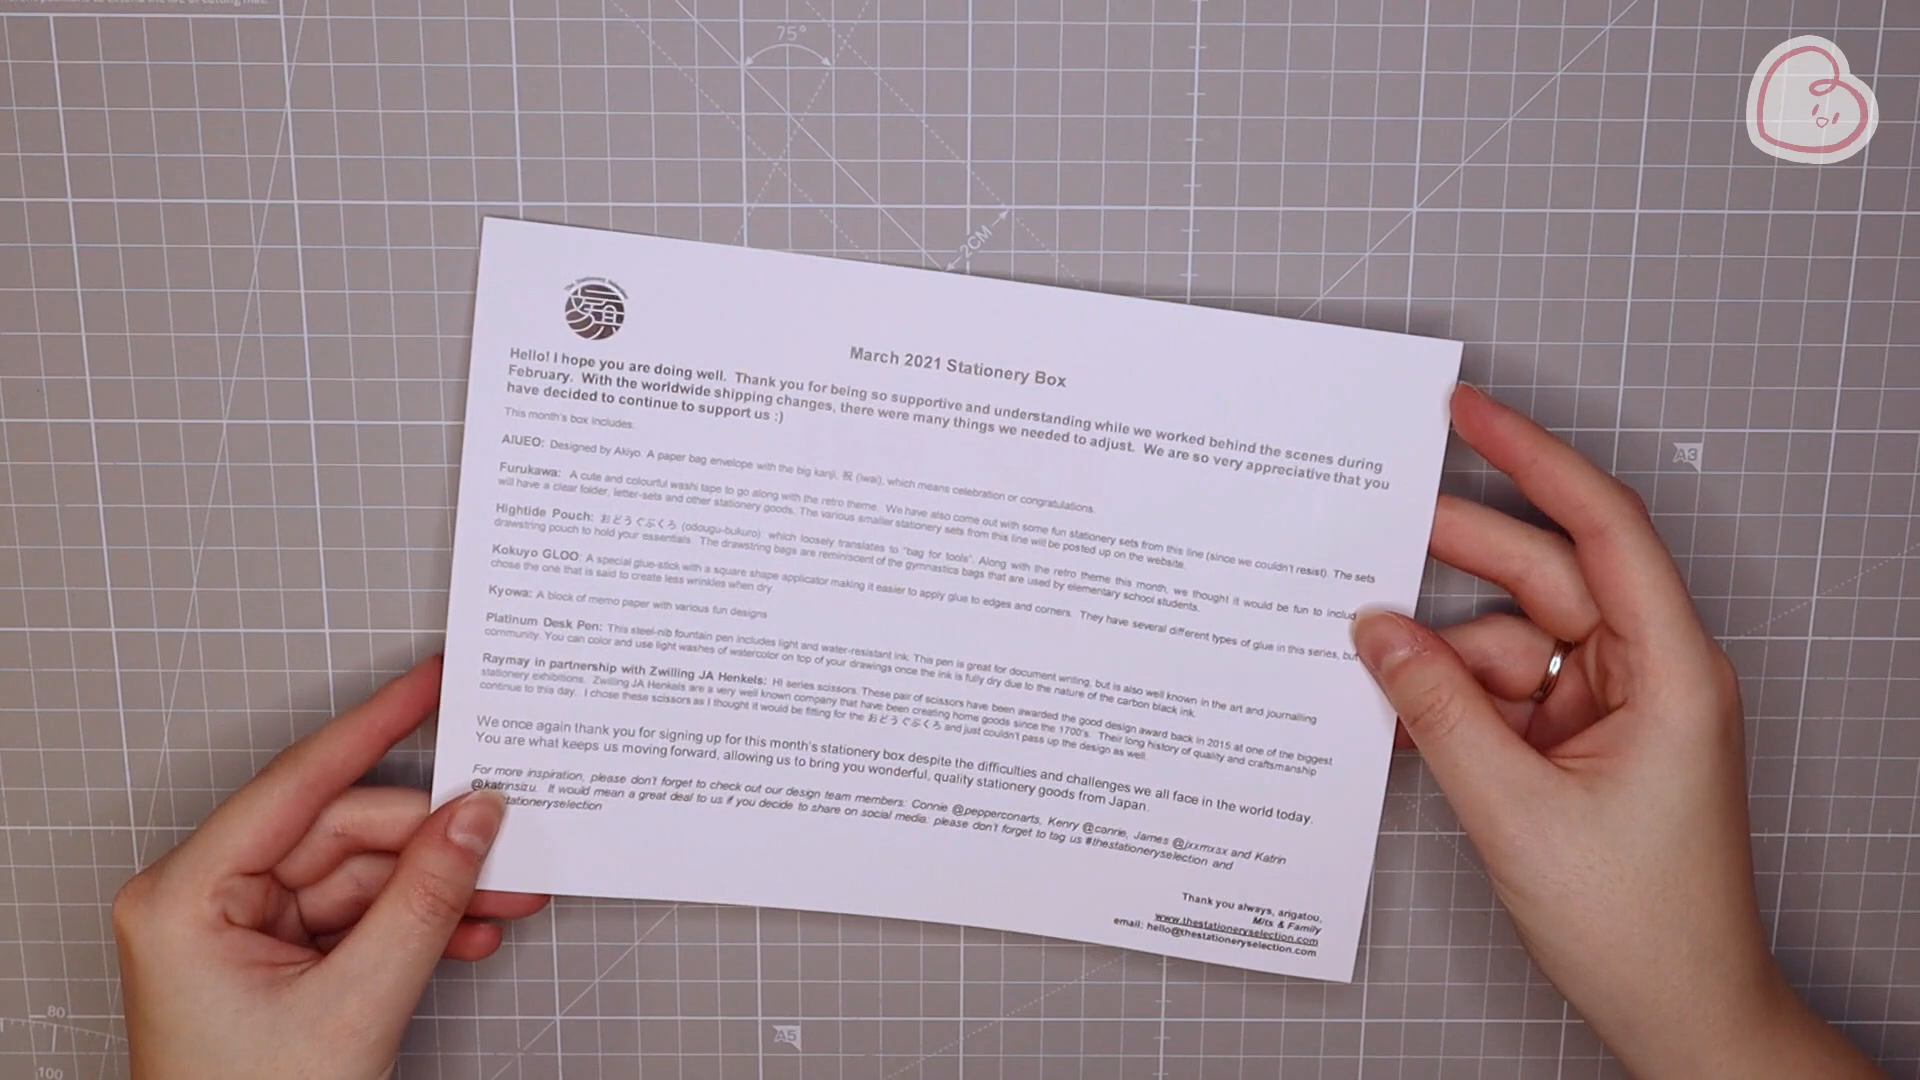 75°
2CM
A3
March 2021 Stationery Box
Hello! I hope you are doing well. Thank you for being so supportive and understanding while we worked behind the scenes during
February. With the worldwide shipping changes, there were many things we needed to adjust. We are so very appreciative that you
have decided to continue to support us :)
This month's box includes:
AIUEO: Designed by Akiyo. A paper bag envelope with the big kanji, 祝 (Iwai), which means celebration or congratulations.
Furukawa: A cute and colourful washi tape to go along with the retro theme. We have also come out with some fun stationery sets from this line (since we couldn't resist). The sets
will have a clear folder, letter-sets and other stationery goods. The various smaller stationery sets from this line will be posted up on the website.
Hightide Pouch: おどうぐぶくろ (odougu-bukuro): which loosely translates to "bag for tools". Along with the retro theme this month, we thought it would be fun to includ
drawstring pouch to hold your essentials. The drawstring bags are reminiscent of the gymnastics bags that are used by elementary school students.
Kokuyo GLOO: A special glue-stick with a square shape applicator making it easier to apply glue to edges and corners. They have several different types of glue in this series, but
chose the one that is said to create less wrinkles when dry.
Kyowa: A block of memo paper with various fun designs
Platinum Desk Pen: This steel-nib fountain pen includes light and water-resistant ink. This pen is great for document writing, but is also well known in the art and journalling
community. You can color and use light washes of watercolor on top of your drawings once the ink is fully dry due to the nature of the carbon black ink.
Raymay in partnership with Zwilling JA Henkels: HI series scissors. These pair of scissors have been awarded the good design award back in 2015 at one of the biggest
stationery exhibitions. Zwilling JA Henkels are a very well known company that have been creating home goods since the 1700's. Their long history of quality and craftsmanship
continue to this day. I chose these scissors as I thought it would be fitting for the おどうぐぶくろ and just couldn't pass up the design as well.
We once again thank you for signing up for this month's stationery box despite the difficulties and challenges we all face in the world today.
You are what keeps us moving forward, allowing us to bring you wonderful, quality stationery goods from Japan.
For more inspiration, please don't forget to check out our design team members: Connie @pepperconarts, Kenry @canrie, James @jxxmxsx and Katrin
@katrinsizu. It would mean a great deal to us if you decide to share on social media: please don't forget to tag us #thestationeryselection and
tationeryselection
Thank you always, arigatou,
Mits & Family
www.thestationeryselection.com
email: hello@thestationeryselection.com
80
A5
100